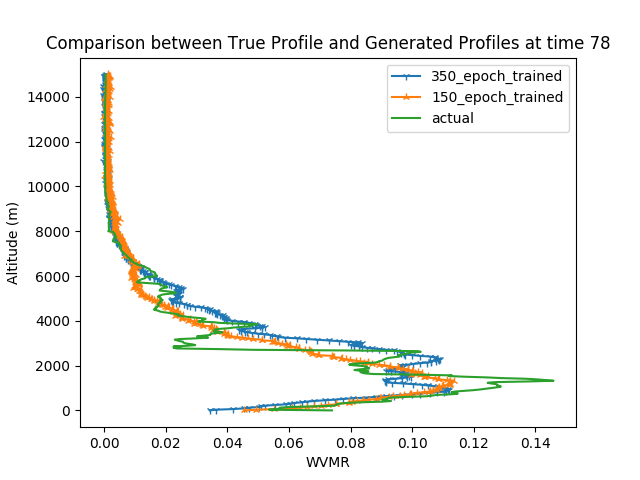 Comparison between True Profile and Generated Profiles at time 78
350_epoch_trained
150_epoch_trained
actual
Altitude (m)
14000
12000
10000
8000
6000
4000
2000
0
0.00 0.02 0.04 0.06 0.08 0.10 0.12 0.14
WVMR